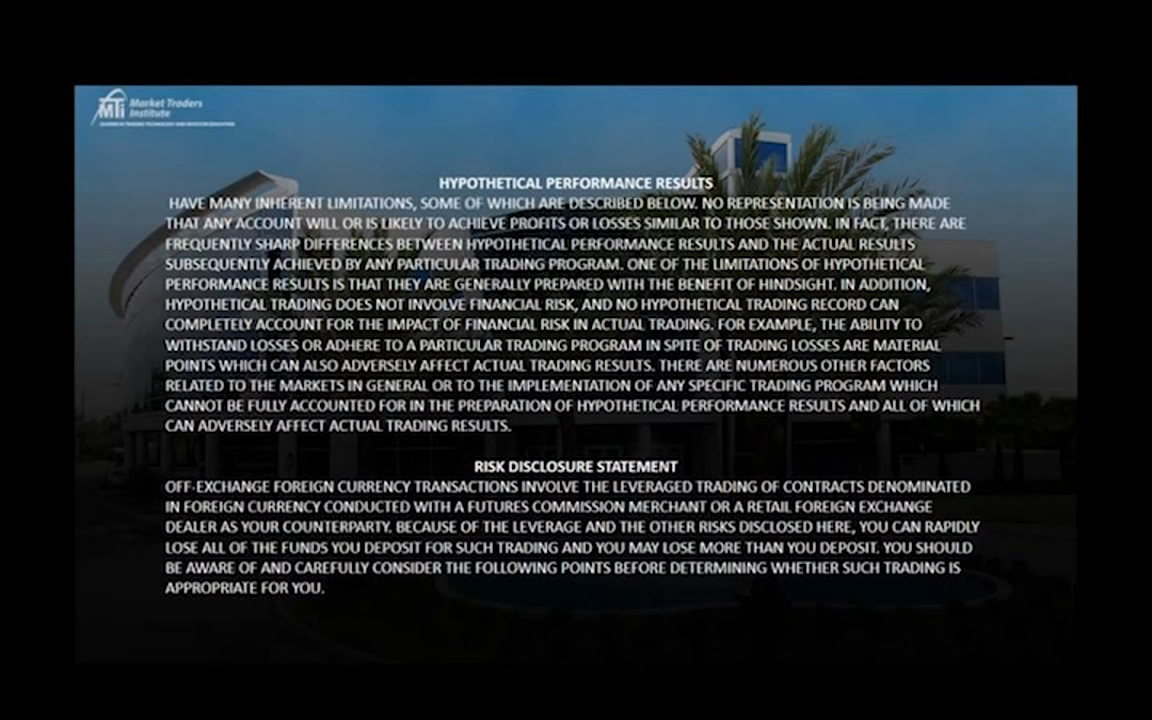 MTI Market Traders
Institute
LEADERS IN TRADING TECHNOLOGY AND INVESTOR EDUCATION
HYPOTHETICAL PERFORMANCE RESULTS
HAVE MANY INHERENT LIMITATIONS, SOME OF WHICH ARE DESCRIBED BELOW. NO REPRESENTATION IS BEING MADE
THAT ANY ACCOUNT WILL OR IS LIKELY TO ACHIEVE PROFITS OR LOSSES SIMILAR TO THOSE SHOWN. IN FACT, THERE ARE
FREQUENTLY SHARP DIFFERENCES BETWEEN HYPOTHETICAL PERFORMANCE RESULTS AND THE ACTUAL RESULTS
SUBSEQUENTLY ACHIEVED BY ANY PARTICULAR TRADING PROGRAM. ONE OF THE LIMITATIONS OF HYPOTHETICAL
PERFORMANCE RESULTS IS THAT THEY ARE GENERALLY PREPARED WITH THE BENEFIT OF HINDSIGHT. IN ADDITION,
HYPOTHETICAL TRADING DOES NOT INVOLVE FINANCIAL RISK, AND NO HYPOTHETICAL TRADING RECORD CAN
COMPLETELY ACCOUNT FOR THE IMPACT OF FINANCIAL RISK IN ACTUAL TRADING. FOR EXAMPLE, THE ABILITY TO
WITHSTAND LOSSES OR ADHERE TO A PARTICULAR TRADING PROGRAM IN SPITE OF TRADING LOSSES ARE MATERIAL
POINTS WHICH CAN ALSO ADVERSELY AFFECT ACTUAL TRADING RESULTS. THERE ARE NUMEROUS OTHER FACTORS
RELATED TO THE MARKETS IN GENERAL OR TO THE IMPLEMENTATION OF ANY SPECIFIC TRADING PROGRAM WHICH
CANNOT BE FULLY ACCOUNTED FOR IN THE PREPARATION OF HYPOTHETICAL PERFORMANCE RESULTS AND ALL OF WHICH
CAN ADVERSELY AFFECT ACTUAL TRADING RESULTS.
RISK DISCLOSURE STATEMENT
OFF-EXCHANGE FOREIGN CURRENCY TRANSACTIONS INVOLVE THE LEVERAGED TRADING OF CONTRACTS DENOMINATED
IN FOREIGN CURRENCY CONDUCTED WITH A FUTURES COMMISSION MERCHANT OR A RETAIL FOREIGN EXCHANGE
DEALER AS YOUR COUNTERPARTY. BECAUSE OF THE LEVERAGE AND THE OTHER RISKS DISCLOSED HERE, YOU CAN RAPIDLY
LOSE ALL OF THE FUNDS YOU DEPOSIT FOR SUCH TRADING AND YOU MAY LOSE MORE THAN YOU DEPOSIT. YOU SHOULD
BE AWARE OF AND CAREFULLY CONSIDER THE FOLLOWING POINTS BEFORE DETERMINING WHETHER SUCH TRADING IS
APPROPRIATE FOR YOU.